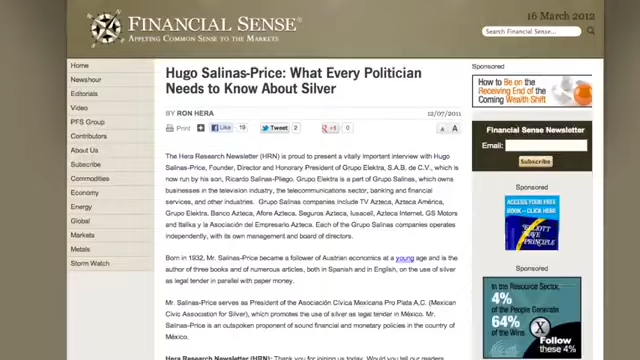 16 March 2012
FINANCIAL SENSE®
APPLYING COMMON SENSE TO THE MARKETS
Search Financial Sense...
Home
Newshour
Editorials
Video
PFS Group
Contributors
About Us
Subscribe
Commodities
Economy
Energy
Global
Markets
Metals
Storm Watch
Hugo Salinas-Price: What Every Politician
Needs to Know About Silver
BY RON HERA
12/07/2011
Print
Like 19
Tweet 2
+1 0
A A
The Hera Research Newsletter (HRN) is proud to present a vitally important interview with Hugo
Salinas-Price, Founder, Director and Honorary President of Grupo Elektra, S.A.B. de C.V., which is
now run by his son, Ricardo Salinas-Pliego. Grupo Elektra is a part of Grupo Salinas, which owns
businesses in the television industry, the telecommunications sector, banking and financial
services, and other industries. Grupo Salinas companies include TV Azteca, Azteca América,
Grupo Elektra, Banco Azteca, Afore Azteca, Seguros Azteca, Iusacell, Azteca Internet, GS Motors
and Italika y la Asociación del Empresario Azteca. Each of the Grupo Salinas companies operates
independently, with its own management and board of directors.
Born in 1932, Mr. Salinas-Price became a follower of Austrian economics at a young age and is the
author of three books and of numerous articles, both in Spanish and in English, on the use of silver
as legal tender in parallel with paper money.
Mr. Salinas-Price serves as President of the Asociación Cívica Mexicana Pro Plata A.C. (Mexican
Civic Association for Silver), which promotes the use of silver as legal tender in México. Mr.
Salinas-Price is an outspoken proponent of sound financial and monetary policies in the country of
México.
Hera Research Newsletter (HRN): Thank you for joining us today. Would you tell our readers
Sponsored
How to Be on the
Receiving End of the
Coming Wealth Shift
Financial Sense Newsletter
Email:
Subscribe
Sponsored
ACCESS YOUR FREE
BOOK - CLICK HERE
ELLIOTT
WAVE
PRINCIPLE
Sponsored
In the Resource Sector,
4%
of the People Generate
64%
of the Wins
X
Follow
these 4%